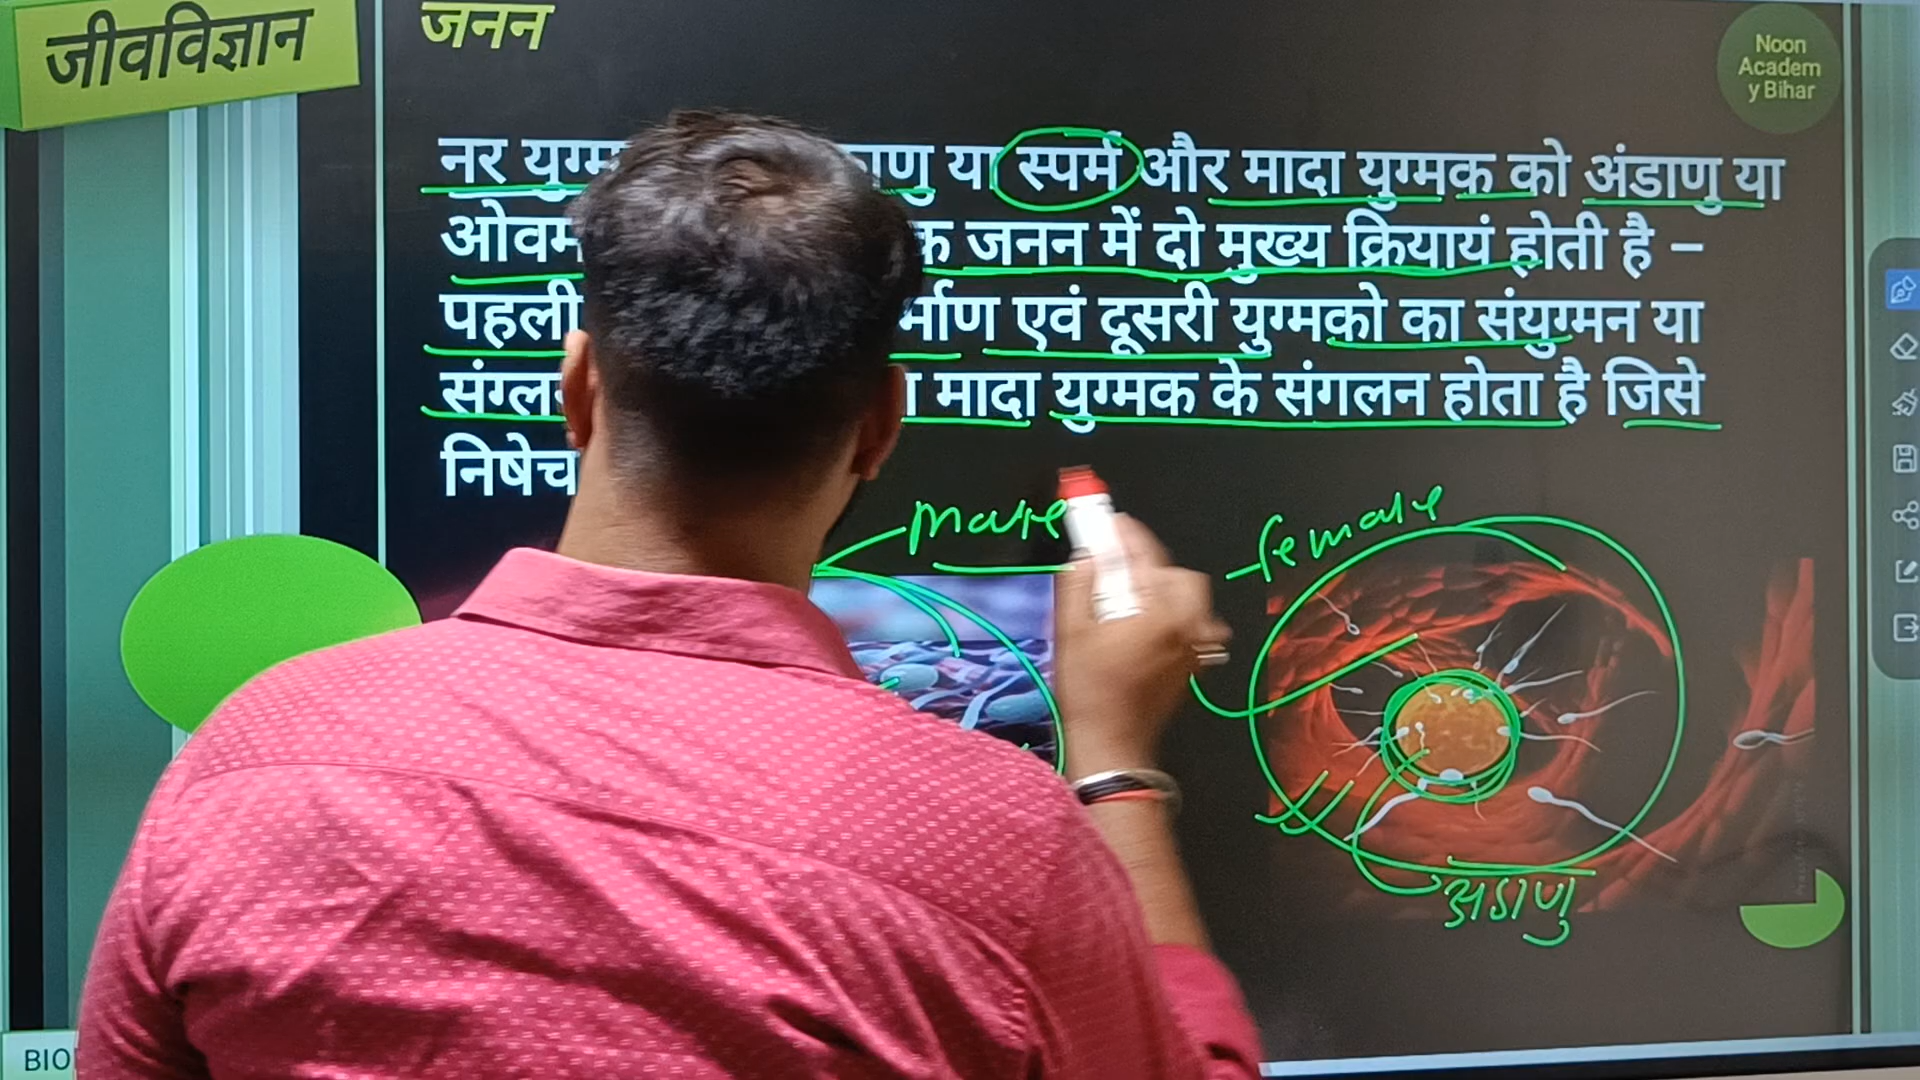 जीवविज्ञान
जनन
Noon
Academ
y Bihar
नर युग्म णु या स्पर्म और मादा युग्मक को अंडाणु या
ओवम क जनन में दो मुख्य क्रियायं होती है –
पहली र्माण एवं दूसरी युग्मको का संयुग्मन या
संग्ल मादा युग्मक के संगलन होता है जिसे
निषेच
male
female
अडाणु
BIO